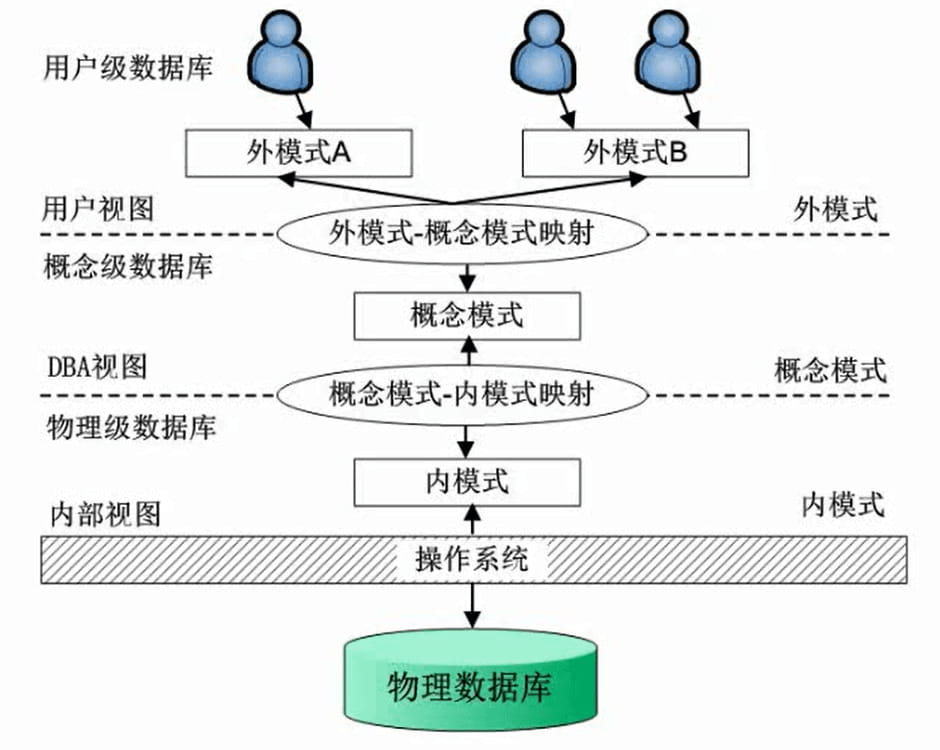 用户级数据库
外模式A
外模式B
用户视图
外模式
外模式-概念模式映射
概念级数据库
概念模式
DBA视图
概念模式
概念模式-内模式映射
物理级数据库
内模式
内部视图
内模式
操作系统
物理数据库